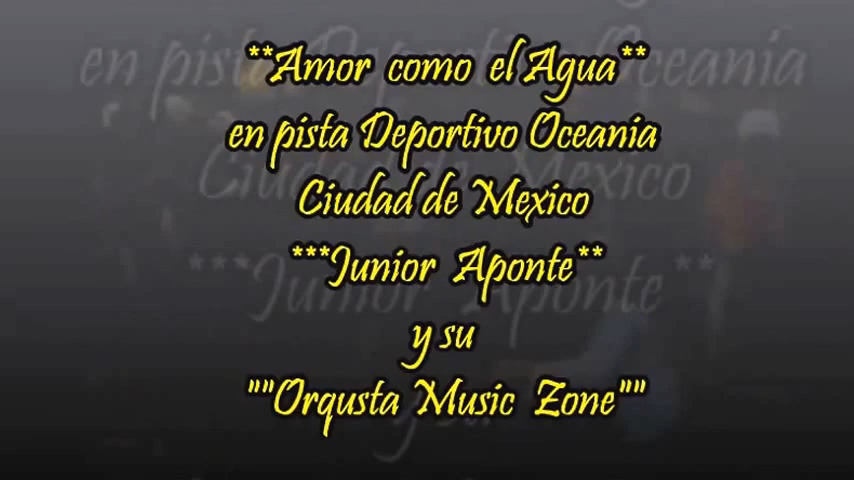 **Amor como el Agua**
en pista Deportivo Oceania
Ciudad de Mexico
***Junior Aponte**
y su
""Orqusta Music Zone""